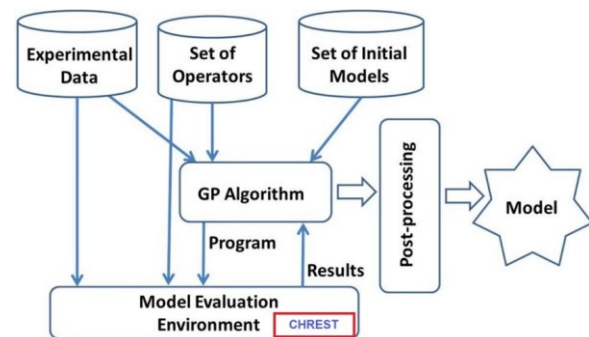 Experimental
Data
Set of
Operators
Set of Initial
Models
GP Algorithm
Post-processing
Model
Program
Results
Model Evaluation
Environment CHREST